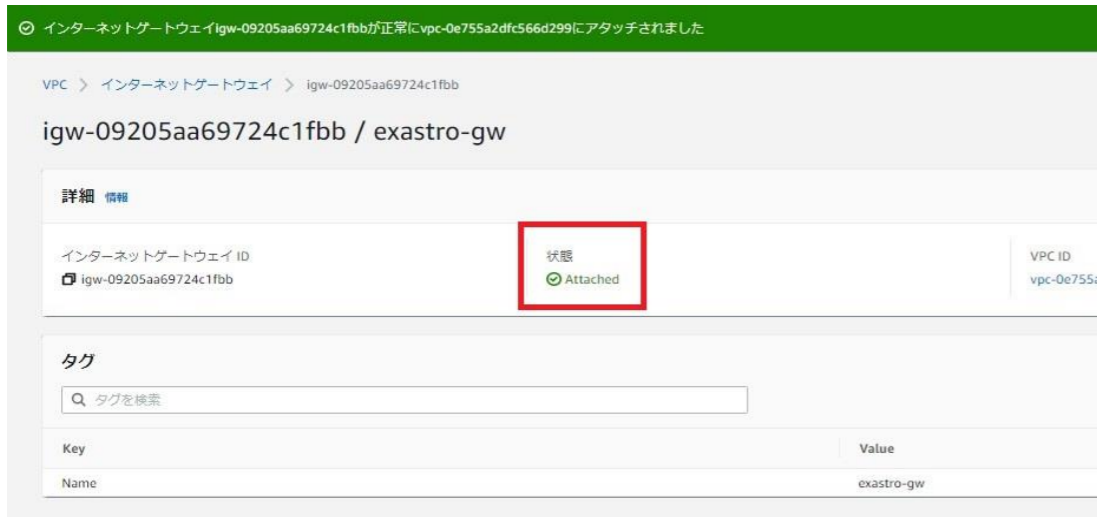 インターネットゲートウェイigw-09205aa69724c1fbbが正常にvpc-0e755a2dfc566d299にアタッチされました
VPC > インターネットゲートウェイ > igw-09205aa69724c1fbb
igw-09205aa69724c1fbb / exastro-gw
詳細 情報
インターネットゲートウェイ ID 状態 VPC ID
igw-09205aa69724c1fbb Attached vpc-0e755a
タグ
タグを検索
Key Value
Name exastro-gw